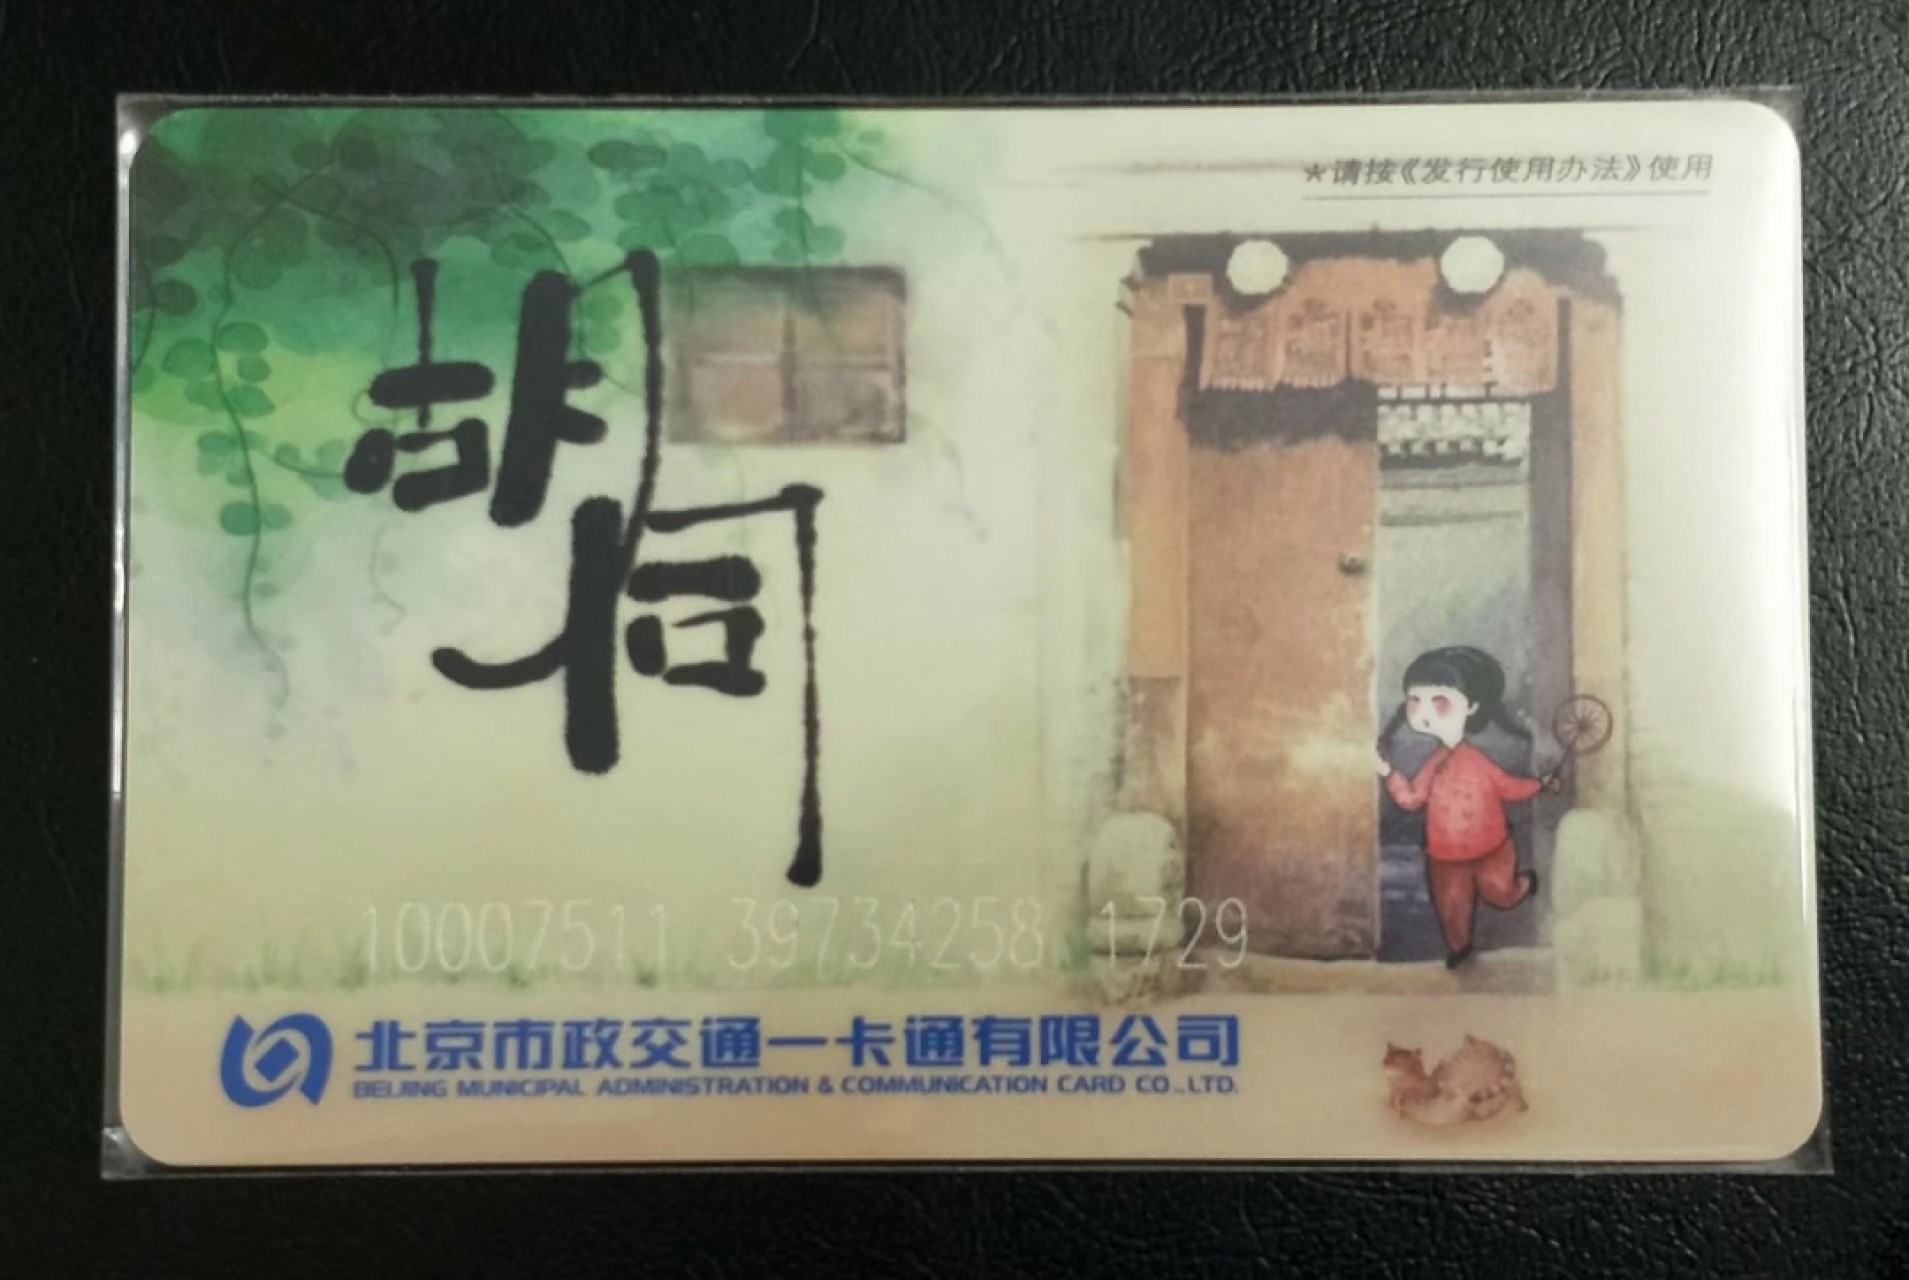 *请按《发行使用办法》使用
胡同
10007511 39734258 1729
北京市政交通一卡通有限公司
BEIJING MUNICIPAL ADMINISTRATION & COMMUNICATION CARD CO.,LTD.